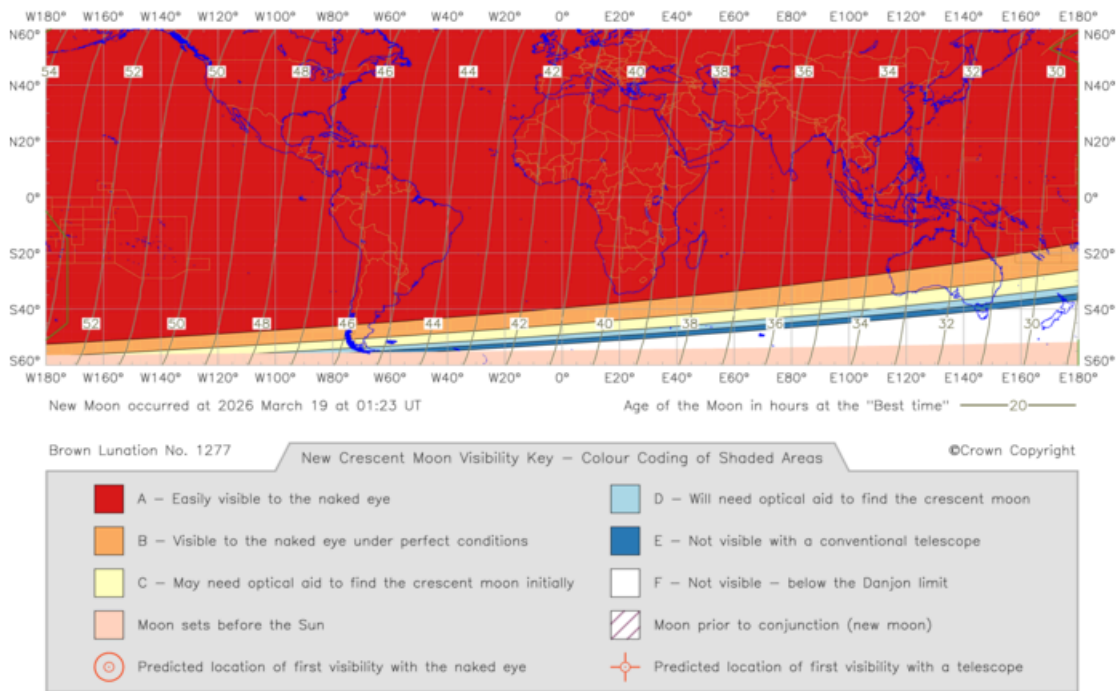 W180° W160° W140° W120° W100° W80° W60° W40° W20° 0° E20° E40° E60° E80° E100° E120° E140° E160° E180°
N60° N60°
54 52 50 48 46 44 42 40 38 36 34 32 30
N40° N40°
N20° N20°
0° 0°
S20° S20°
S40° S40°
52 50 48 46 44 42 40 38 36 34 32 30
S60° S60°
W180° W160° W140° W120° W100° W80° W60° W40° W20° 0° E20° E40° E60° E80° E100° E120° E140° E160° E180°
New Moon occurred at 2026 March 19 at 01:23 UT
Age of the Moon in hours at the "Best time" 20
Brown Lunation No. 1277
New Crescent Moon Visibility Key – Colour Coding of Shaded Areas
©Crown Copyright
A – Easily visible to the naked eye
D – Will need optical aid to find the crescent moon
B – Visible to the naked eye under perfect conditions
E – Not visible with a conventional telescope
C – May need optical aid to find the crescent moon initially
F – Not visible – below the Danjon limit
Moon sets before the Sun
Moon prior to conjunction (new moon)
Predicted location of first visibility with the naked eye
Predicted location of first visibility with a telescope